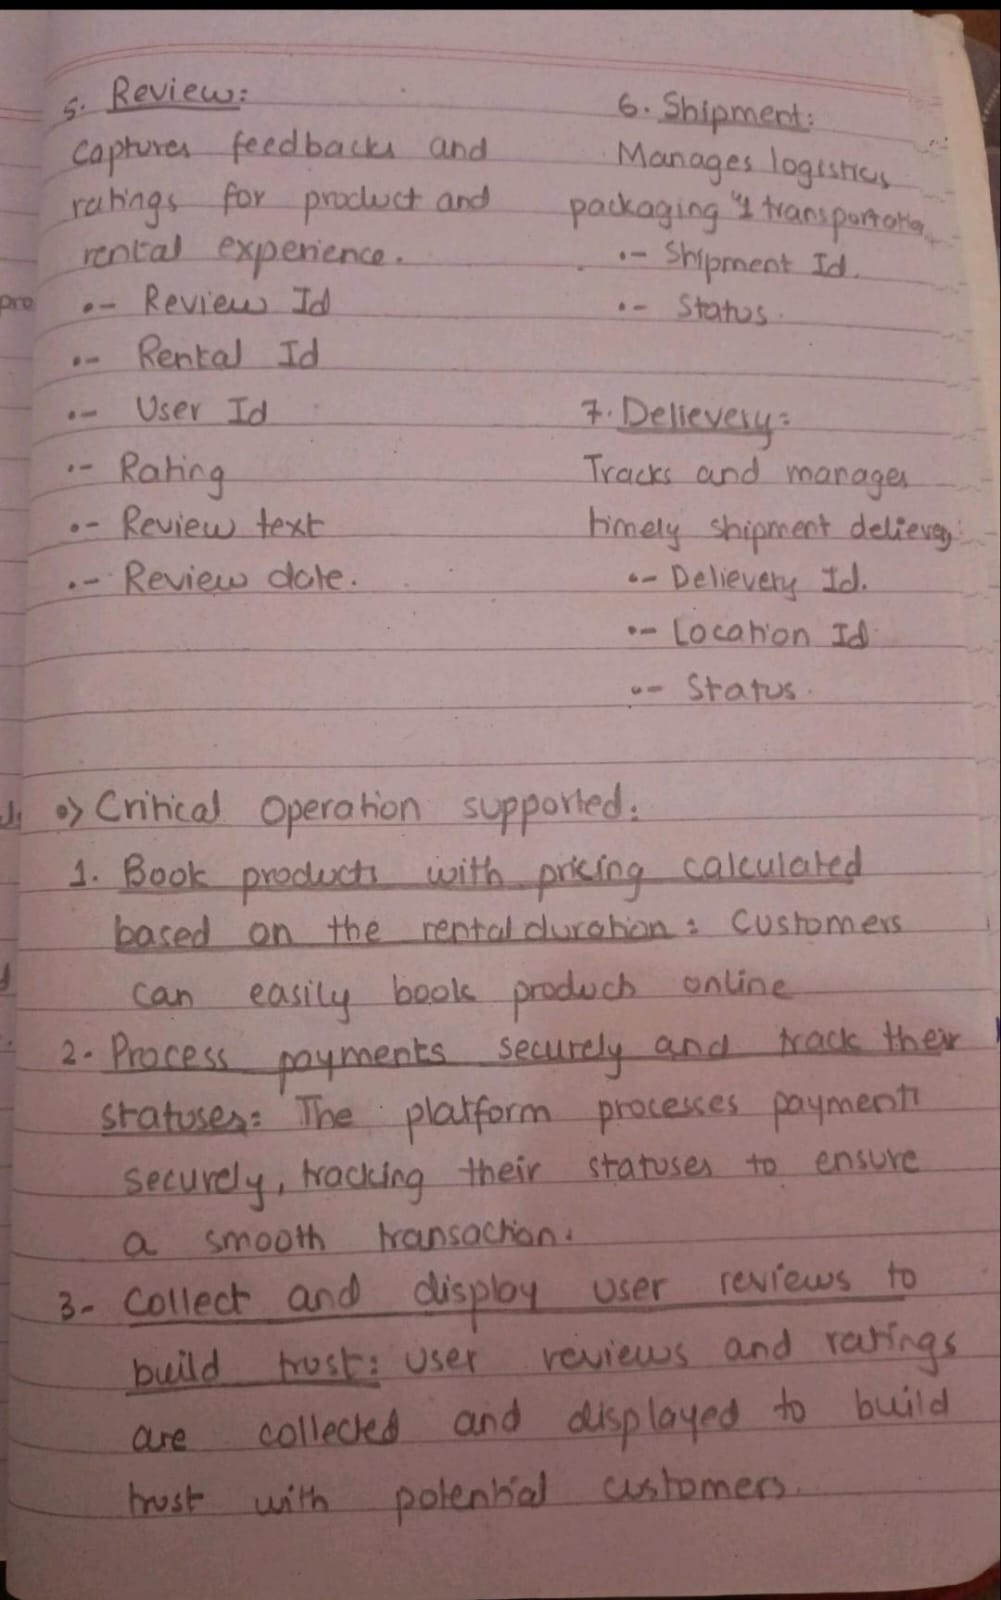 5. Review:
Captures feedbacks and
ratings for product and
rental experience.
•- Review Id
•- Rental Id
•- User Id
•- Rating
•- Review text
•- Review date.
6. Shipment:
Manages logistics
packaging transportation
•- Shipment Id.
•- Status.
7. Delievery:
Tracks and manages
timely shipment delievery
•- Delievery Id.
•- Location Id
•- Status.
pro
•> Critical Operation supported:
1. Book products with pricing calculated
based on the rental duration: Customers
can easily book products online
2- Process payments securely and track their
statuses: The platform processes payments
securely, tracking their statuses to ensure
a smooth transaction.
3- Collect and display user reviews to
build trust: User reviews and ratings
are collected and displayed to build
trust with potential customers.